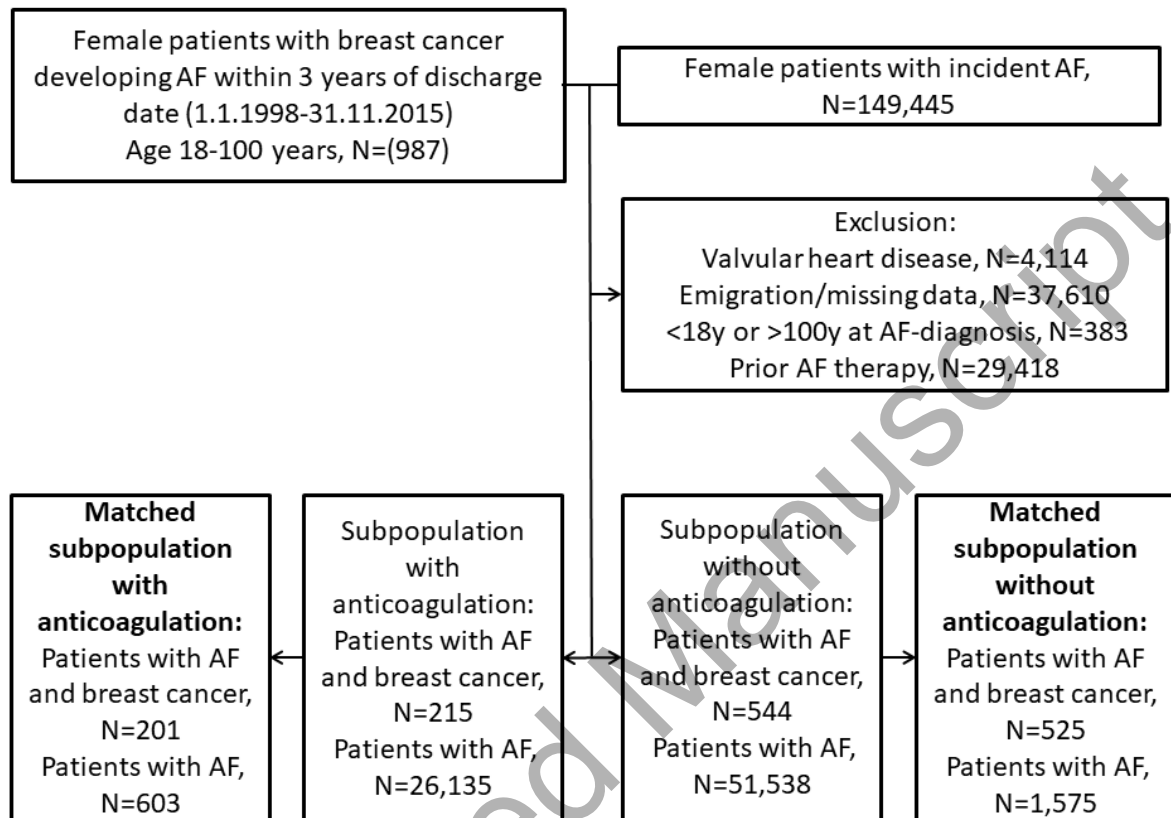 Female patients with breast cancer
developing AF within 3 years of discharge
date (1.1.1998-31.11.2015)
Age 18-100 years, N=(987)
Female patients with incident AF,
N=149,445
Exclusion:
Valvular heart disease, N=4,114
Emigration/missing data, N=37,610
<18y or >100y at AF-diagnosis, N=383
Prior AF therapy, N=29,418
Matched
subpopulation
with
anticoagulation:
Patients with AF
and breast cancer,
N=201
Patients with AF,
N=603
Subpopulation
with
anticoagulation:
Patients with AF
and breast cancer,
N=215
Patients with AF,
N=26,135
Subpopulation
without
anticoagulation:
Patients with AF
and breast cancer,
N=544
Patients with AF,
N=51,538
Matched
subpopulation
without
anticoagulation:
Patients with AF
and breast cancer,
N=525
Patients with AF,
N=1,575
ed Manuscript